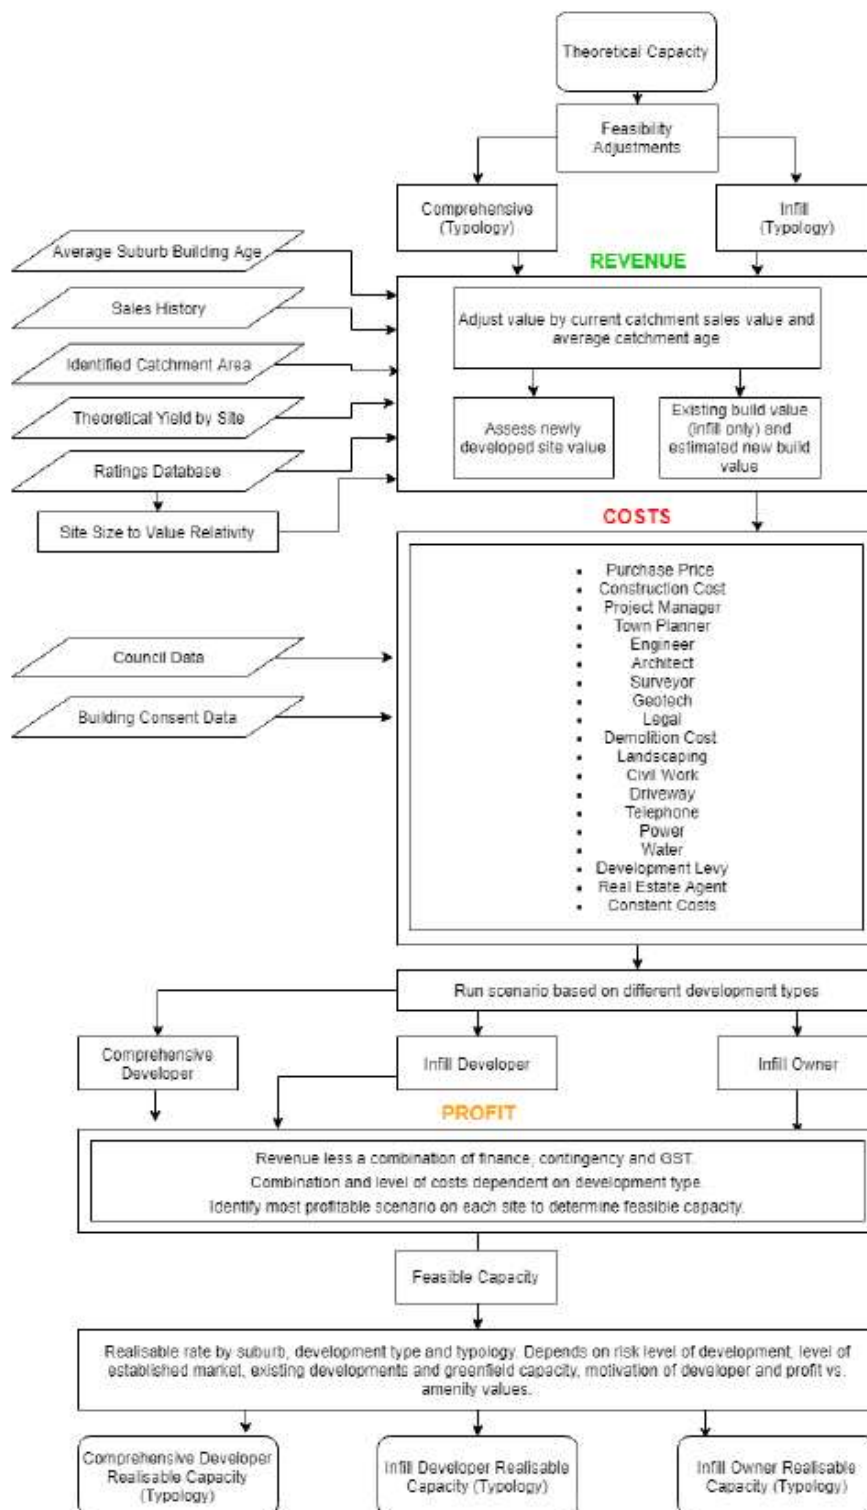 Theoretical Capacity
Feasibility
Adjustments
Comprehensive
(Typology)
Infill
(Typology)
REVENUE
Average Suburb Building Age
Sales History
Identified Catchment Area
Theoretical Yield by Site
Ratings Database
Site Size to Value Relativity
Adjust value by current catchment sales value and
average catchment age
Assess newly
developed site value
Existing build value
(infill only) and
estimated new build
value
COSTS
Council Data
Building Consent Data
• Purchase Price
• Construction Cost
• Project Manager
• Town Planner
• Engineer
• Architect
• Surveyor
• Geotech
• Legal
• Demolition Cost
• Landscaping
• Civil Work
• Driveway
• Telephone
• Power
• Water
• Development Levy
• Real Estate Agent
• Constent Costs
Run scenario based on different development types
Comprehensive
Developer
Infill Developer
Infill Owner
PROFIT
Revenue less a combination of finance, contingency and GST.
Combination and level of costs dependent on development type.
Identify most profitable scenario on each site to determine feasible capacity.
Feasible Capacity
Realisable rate by suburb, development type and typology. Depends on risk level of development, level of
established market, existing developments and greenfield capacity, motivation of developer and profit vs.
amenity values.
Comprehensive Developer
Realisable Capacity
(Typology)
Infill Developer Realisable
Capacity (Typology)
Infill Owner Realisable
Capacity (Typology)